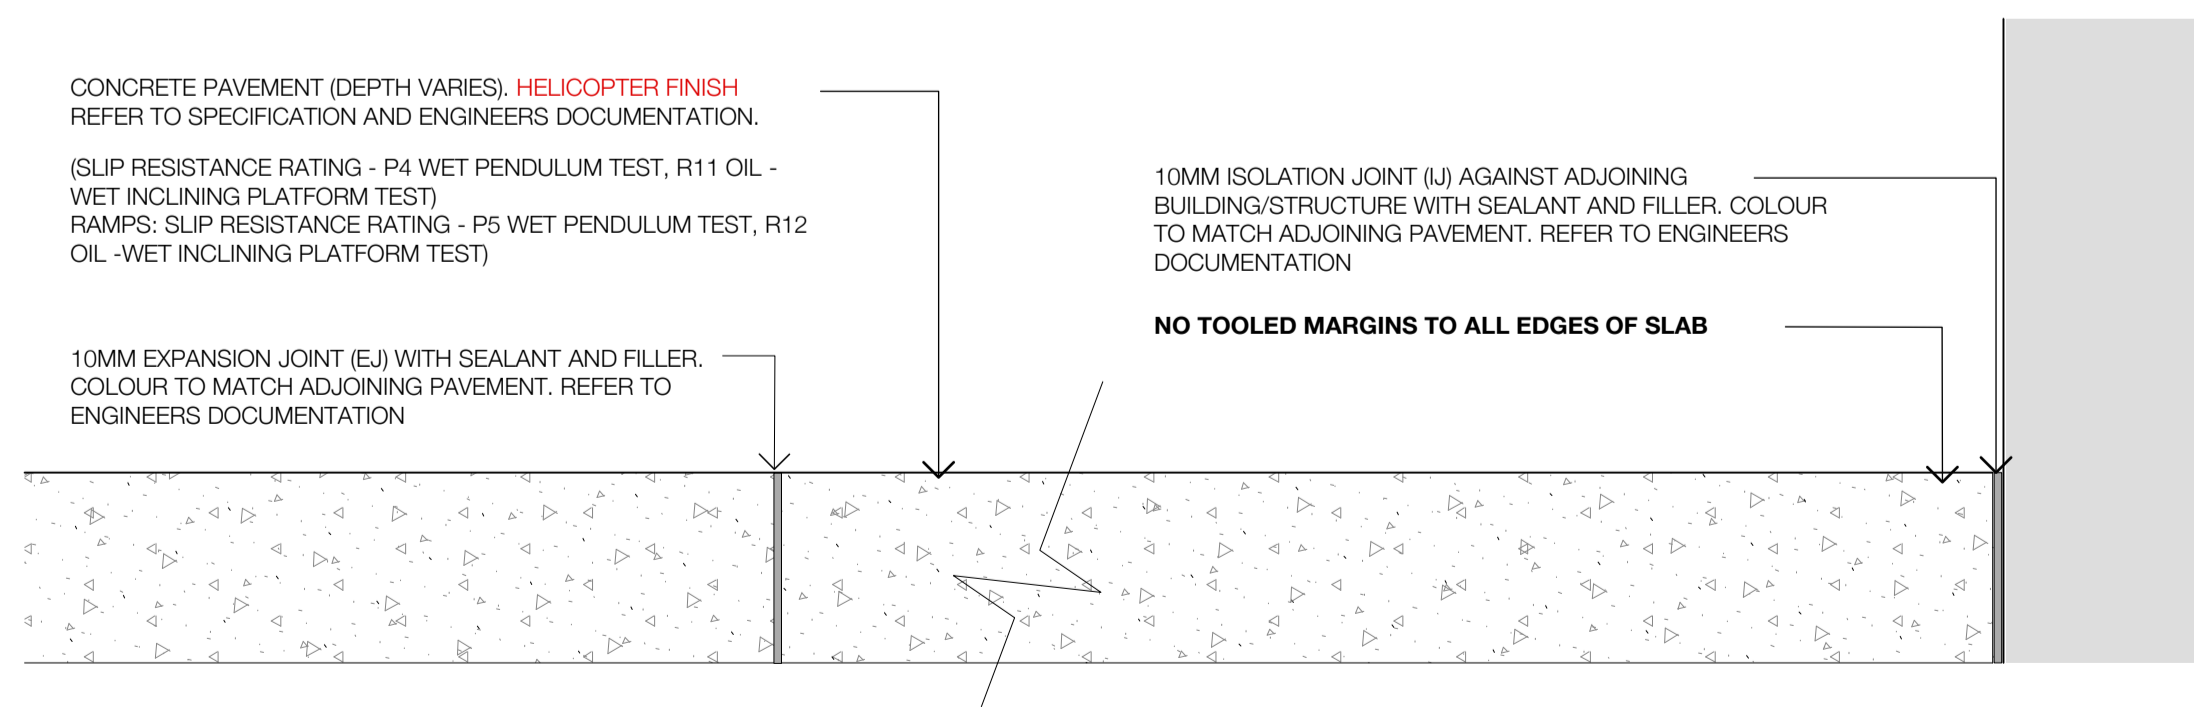 CONCRETE PAVEMENT (DEPTH VARIES). HELICOPTER FINISH
REFER TO SPECIFICATION AND ENGINEERS DOCUMENTATION.
(SLIP RESISTANCE RATING - P4 WET PENDULUM TEST, R11 OIL -
WET INCLINING PLATFORM TEST)
RAMPS: SLIP RESISTANCE RATING - P5 WET PENDULUM TEST, R12
OIL -WET INCLINING PLATFORM TEST)
10MM EXPANSION JOINT (EJ) WITH SEALANT AND FILLER.
COLOUR TO MATCH ADJOINING PAVEMENT. REFER TO
ENGINEERS DOCUMENTATION
10MM ISOLATION JOINT (IJ) AGAINST ADJOINING
BUILDING/STRUCTURE WITH SEALANT AND FILLER. COLOUR
TO MATCH ADJOINING PAVEMENT. REFER TO ENGINEERS
DOCUMENTATION
NO TOOLED MARGINS TO ALL EDGES OF SLAB